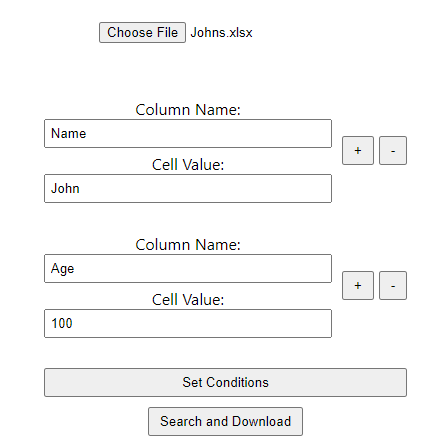 Choose File Johns.xlsx
Column Name:
Name
+ -
Cell Value:
John
Column Name:
Age
+ -
Cell Value:
100
Set Conditions
Search and Download